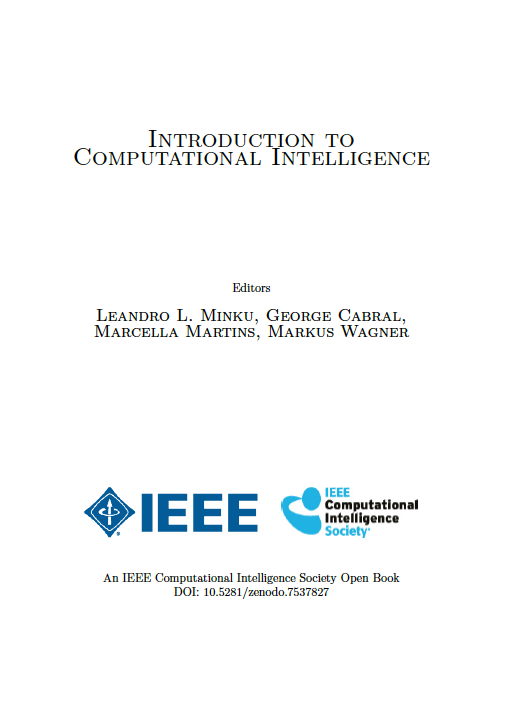 Introduction to
Computational Intelligence
Editors
Leandro L. Minku, George Cabral,
Marcella Martins, Markus Wagner
IEEE
IEEE
Computational
Intelligence
Society
An IEEE Computational Intelligence Society Open Book
DOI: 10.5281/zenodo.7537827